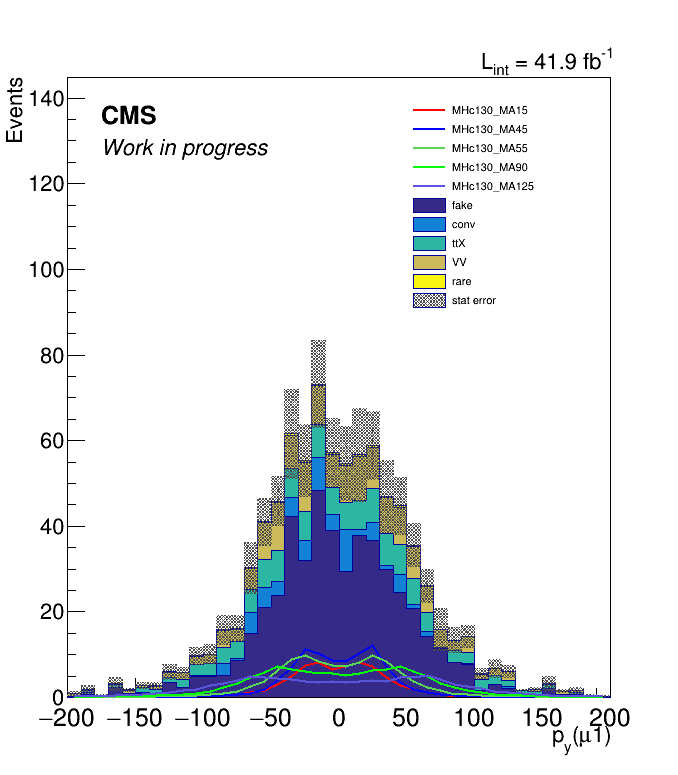 L_int = 41.9 fb^-1
Events
CMS
Work in progress
MHc130_MA15
MHc130_MA45
MHc130_MA55
MHc130_MA90
MHc130_MA125
fake
conv
ttX
VV
rare
stat error
140
120
100
80
60
40
20
0
−200 −150 −100 −50 0 50 100 150 200
p_y(μ1)